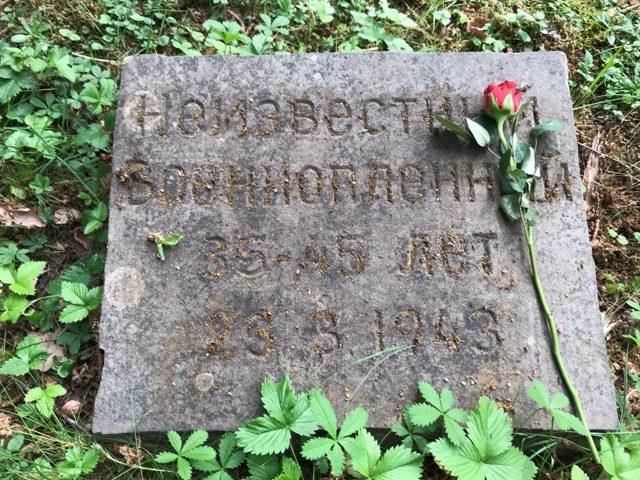 Неизвестный
Военнопленный
35-45 лет
23.3.1943